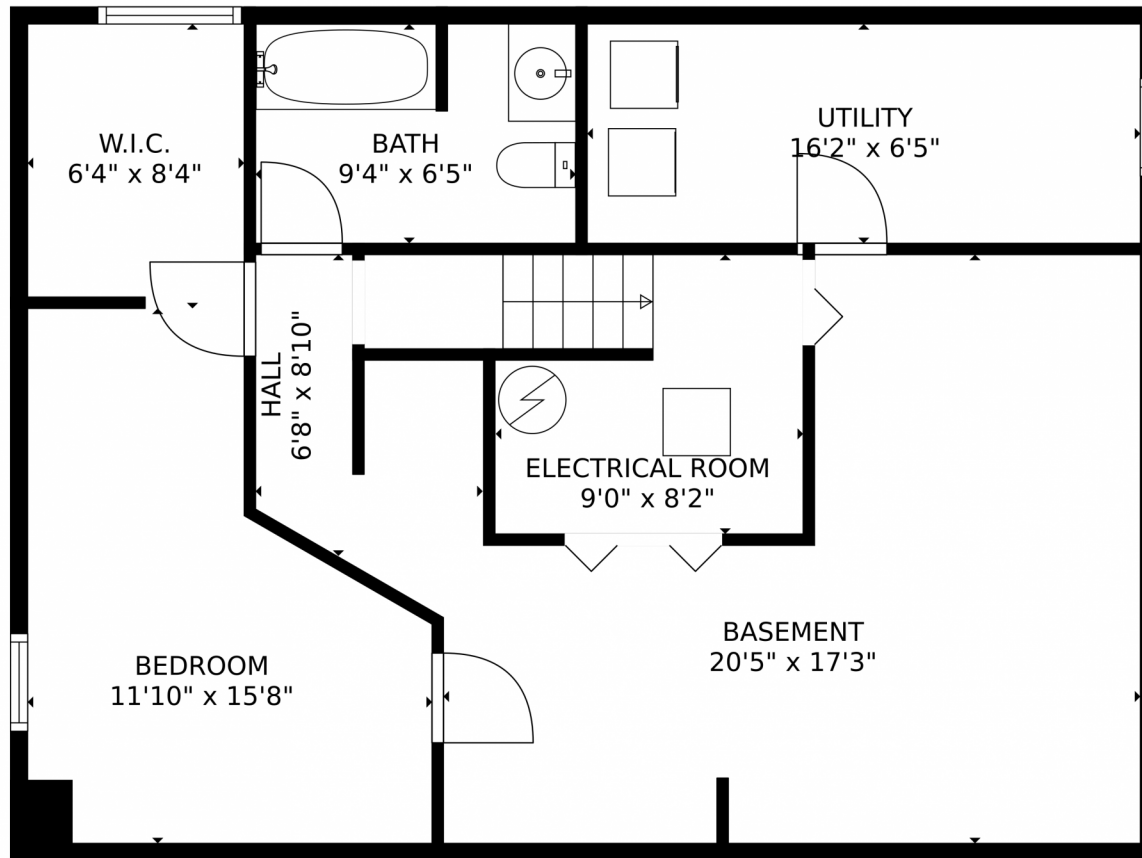 W.I.C.
6'4" x 8'4"
BATH
9'4" x 6'5"
UTILITY
16'2" x 6'5"
HALL
6'8" x 8'10"
ELECTRICAL ROOM
9'0" x 8'2"
BASEMENT
20'5" x 17'3"
BEDROOM
11'10" x 15'8"